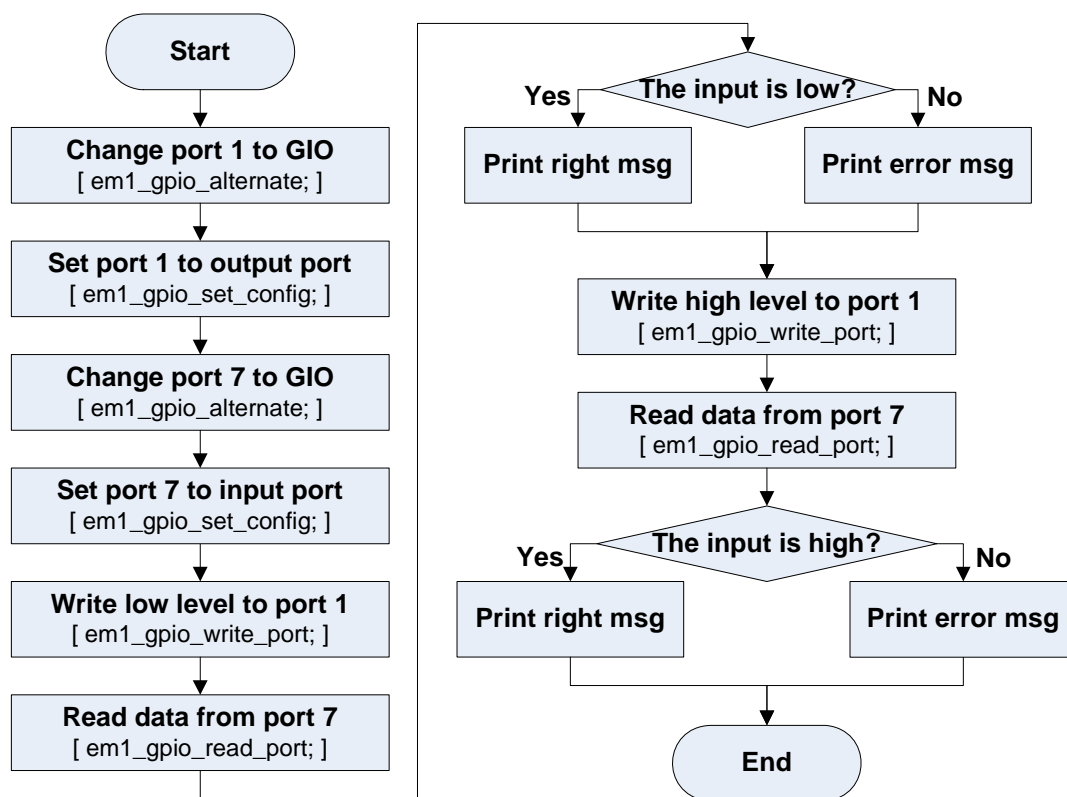 Start
Change port 1 to GIO
[ em1_gpio_alternate; ]
Set port 1 to output port
[ em1_gpio_set_config; ]
Change port 7 to GIO
[ em1_gpio_alternate; ]
Set port 7 to input port
[ em1_gpio_set_config; ]
Write low level to port 1
[ em1_gpio_write_port; ]
Read data from port 7
[ em1_gpio_read_port; ]
The input is low?
Yes
No
Print right msg
Print error msg
Write high level to port 1
[ em1_gpio_write_port; ]
Read data from port 7
[ em1_gpio_read_port; ]
The input is high?
Yes
No
Print right msg
Print error msg
End